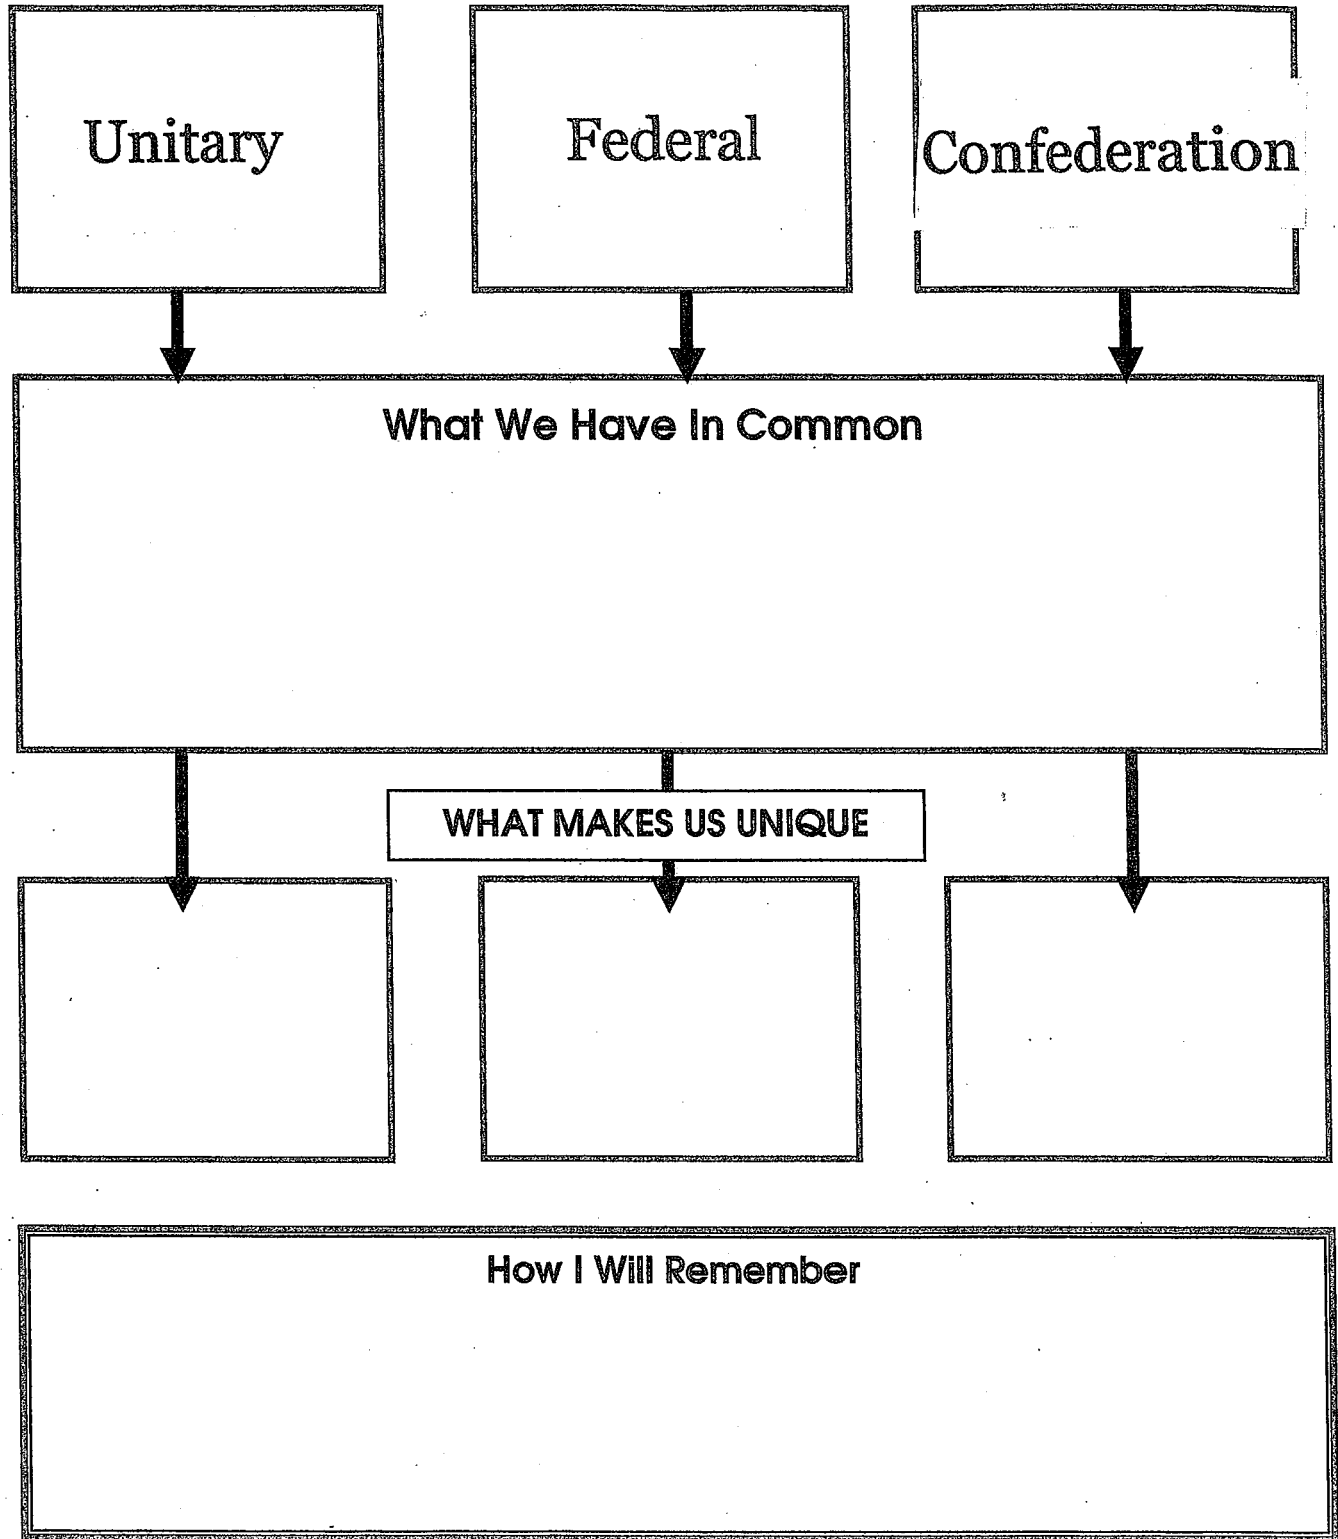 Unitary
Federal
Confederation
What We Have In Common
WHAT MAKES US UNIQUE
How I Will Remember